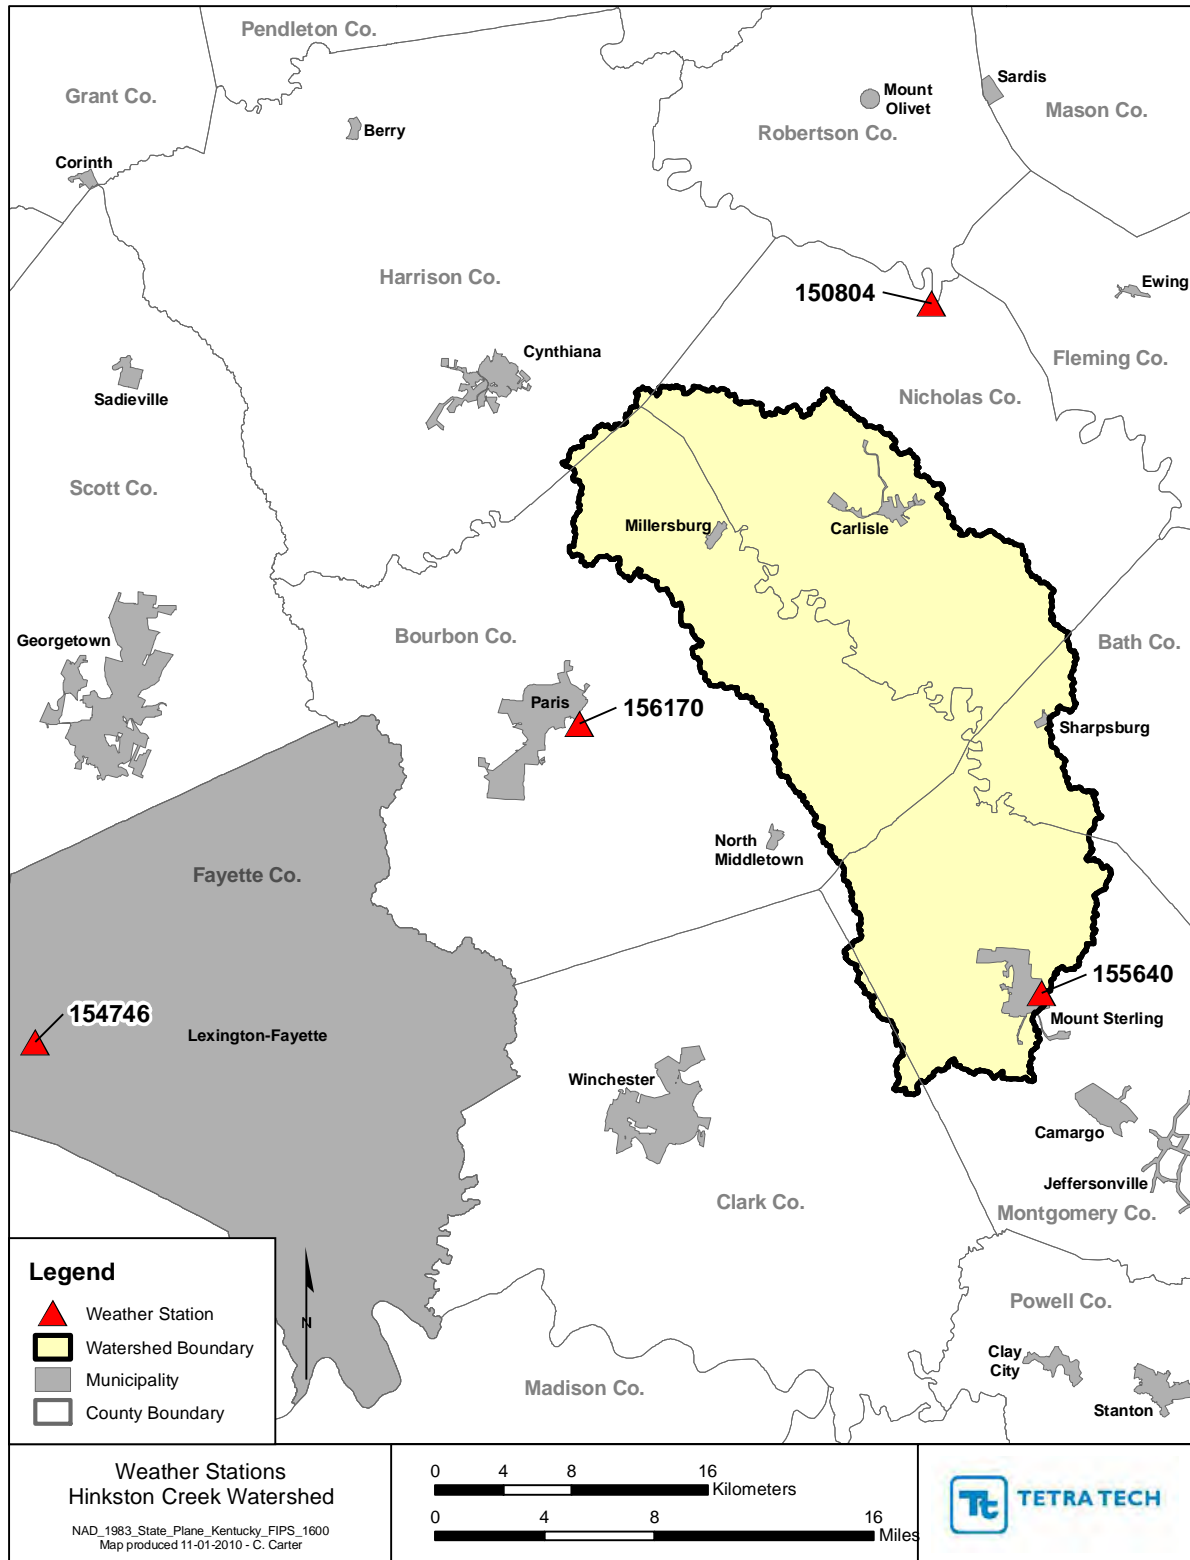 Pendleton Co.
Grant Co.
Sardis
Mount
Olivet
Mason Co.
Robertson Co.
Berry
Corinth
Harrison Co.
Ewing
150804
Fleming Co.
Cynthiana
Sadieville
Nicholas Co.
Scott Co.
Millersburg
Carlisle
Georgetown
Bourbon Co.
Bath Co.
Paris
156170
Sharpsburg
North
Middletown
Fayette Co.
155640
154746
Lexington-Fayette
Mount Sterling
Winchester
Camargo
Jeffersonville
Clark Co.
Montgomery Co.
Legend
Weather Station
Watershed Boundary
Municipality
County Boundary
N
Powell Co.
Clay
City
Madison Co.
Stanton
Weather Stations
Hinkston Creek Watershed
NAD_1983_State_Plane_Kentucky_FIPS_1600
Map produced 11-01-2010 - C. Carter
0 4 8 16
Kilometers
0 4 8 16
Miles
Tt TETRA TECH